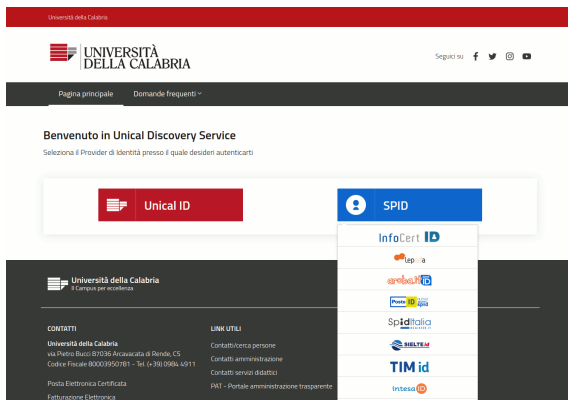 Università della Calabria
UNIVERSITÀ
DELLA CALABRIA
Seguici su
Pagina principale
Domande frequenti
Benvenuto in Unical Discovery Service
Seleziona il Provider di Identità presso il quale desideri autenticarti
Unical ID
SPID
InfoCert ID
lepida
aruba.it ID
Poste ID
SpidItalia
SIELTE
TIM id
intesa ID
Università della Calabria
Il Campus per eccellenza
CONTATTI
Università della Calabria
via Pietro Bucci 87036 Arcavacata di Rende, CS
Codice Fiscale 80003950781 - Tel. (+39) 0984 4911
Posta Elettronica Certificata
Fatturazione Elettronica
LINK UTILI
Contatti/cerca persone
Contatti amministrazione
Contatti servizi didattici
PAT - Portale amministrazione trasparente